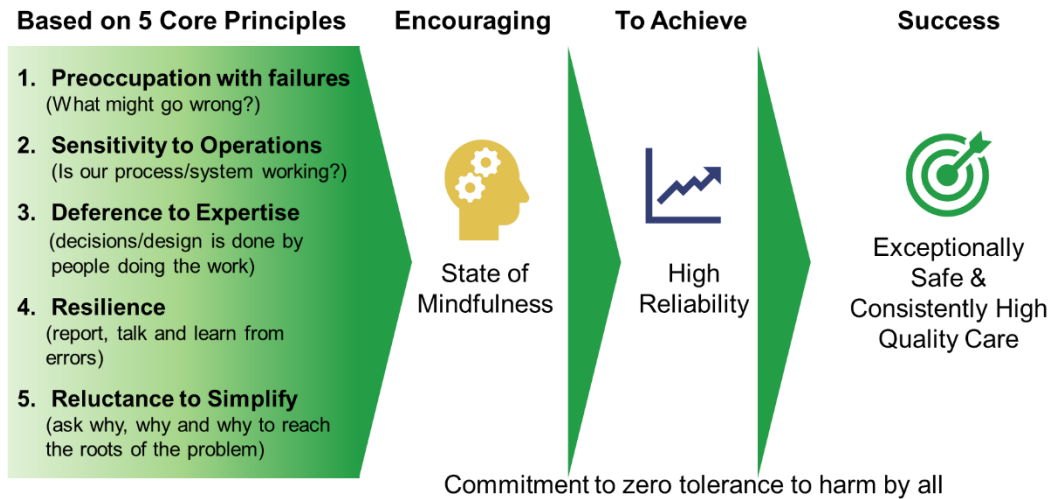 Based on 5 Core Principles
Encouraging
To Achieve
Success
1. Preoccupation with failures
(What might go wrong?)
2. Sensitivity to Operations
(Is our process/system working?)
3. Deference to Expertise
(decisions/design is done by
people doing the work)
4. Resilience
(report, talk and learn from
errors)
5. Reluctance to Simplify
(ask why, why and why to reach
the roots of the problem)
State of
Mindfulness
High
Reliability
Exceptionally
Safe &
Consistently High
Quality Care
Commitment to zero tolerance to harm by all